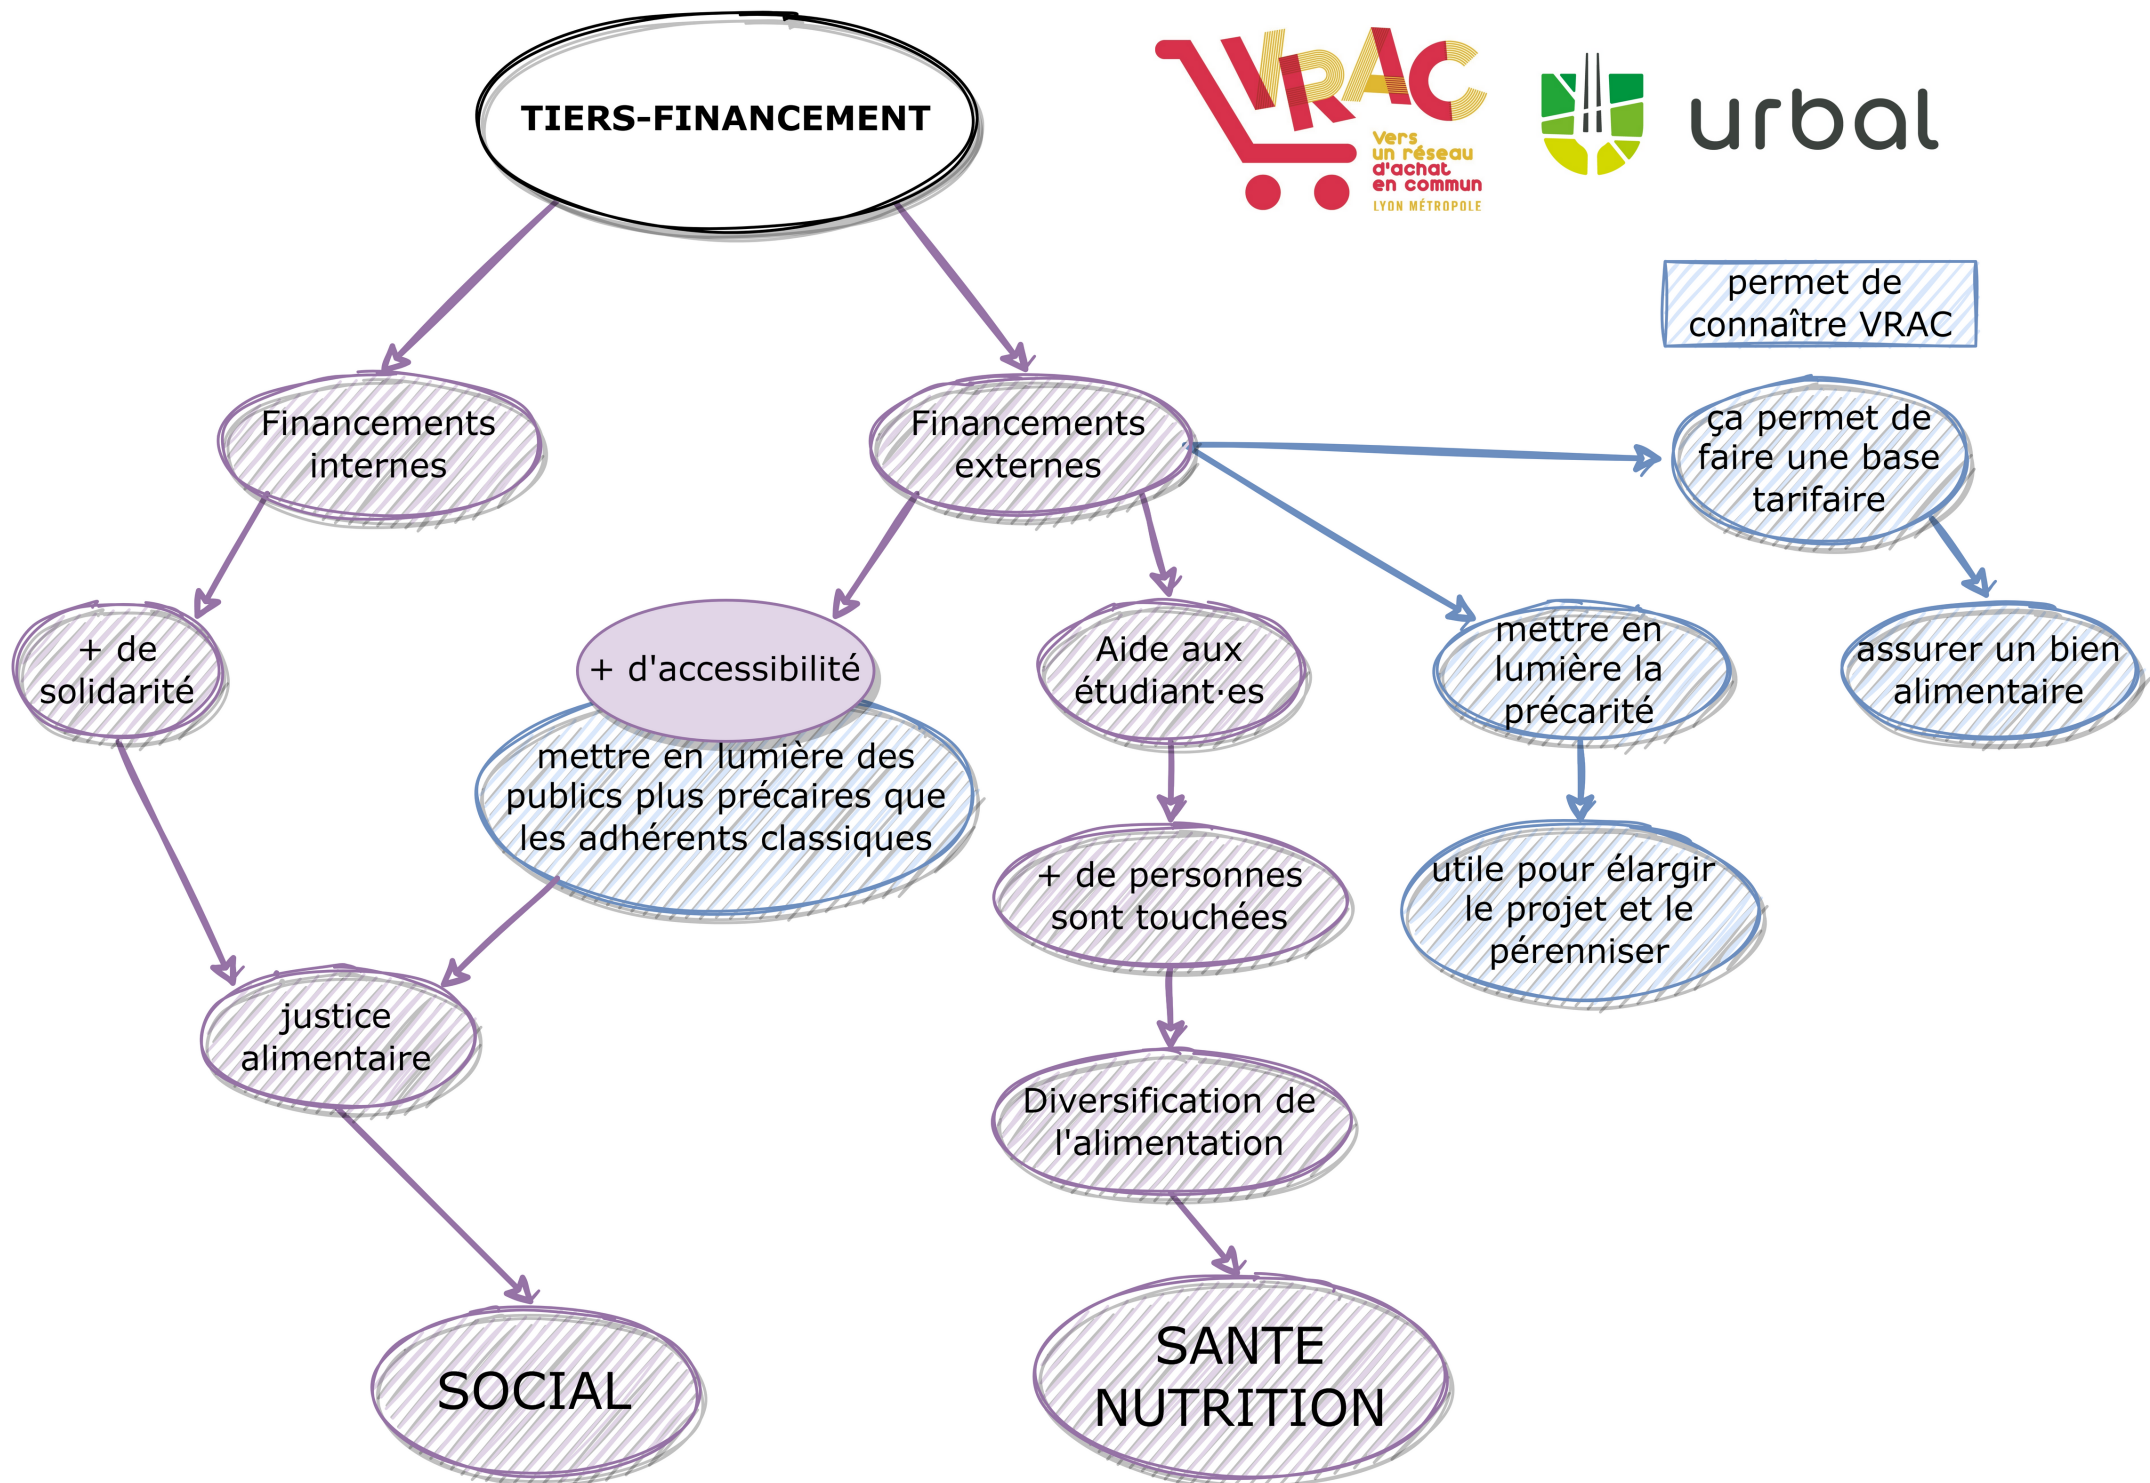 TIERS-FINANCEMENT
VRAC
Vers
un réseau
d'achat
en commun
LYON MÉTROPOLE
urbal
permet de
connaître VRAC
Financements
internes
Financements
externes
ça permet de
faire une base
tarifaire
+ de
solidarité
+ d'accessibilité
Aide aux
étudiant·es
mettre en
lumière la
précarité
assurer un bien
alimentaire
mettre en lumière des
publics plus précaires que
les adhérents classiques
+ de personnes
sont touchées
utile pour élargir
le projet et le
pérenniser
justice
alimentaire
Diversification de
l'alimentation
SOCIAL
SANTE
NUTRITION